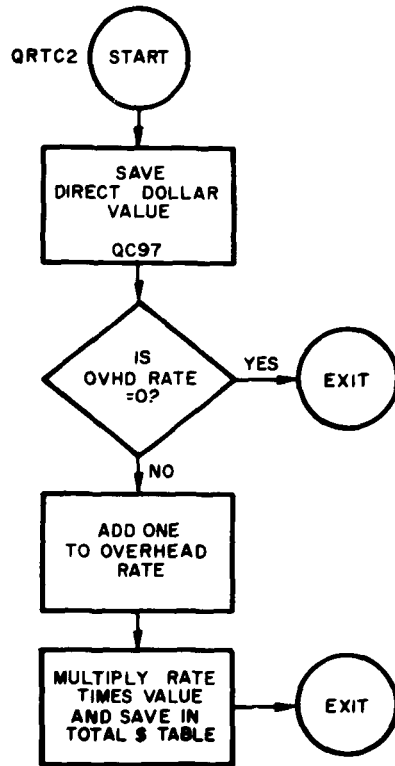 QRTC2
START
SAVE
DIRECT DOLLAR
VALUE
QC97
IS
OVHD RATE
=0?
YES
EXIT
NO
ADD ONE
TO OVERHEAD
RATE
MULTIPLY RATE
TIMES VALUE
AND SAVE IN
TOTAL $ TABLE
EXIT